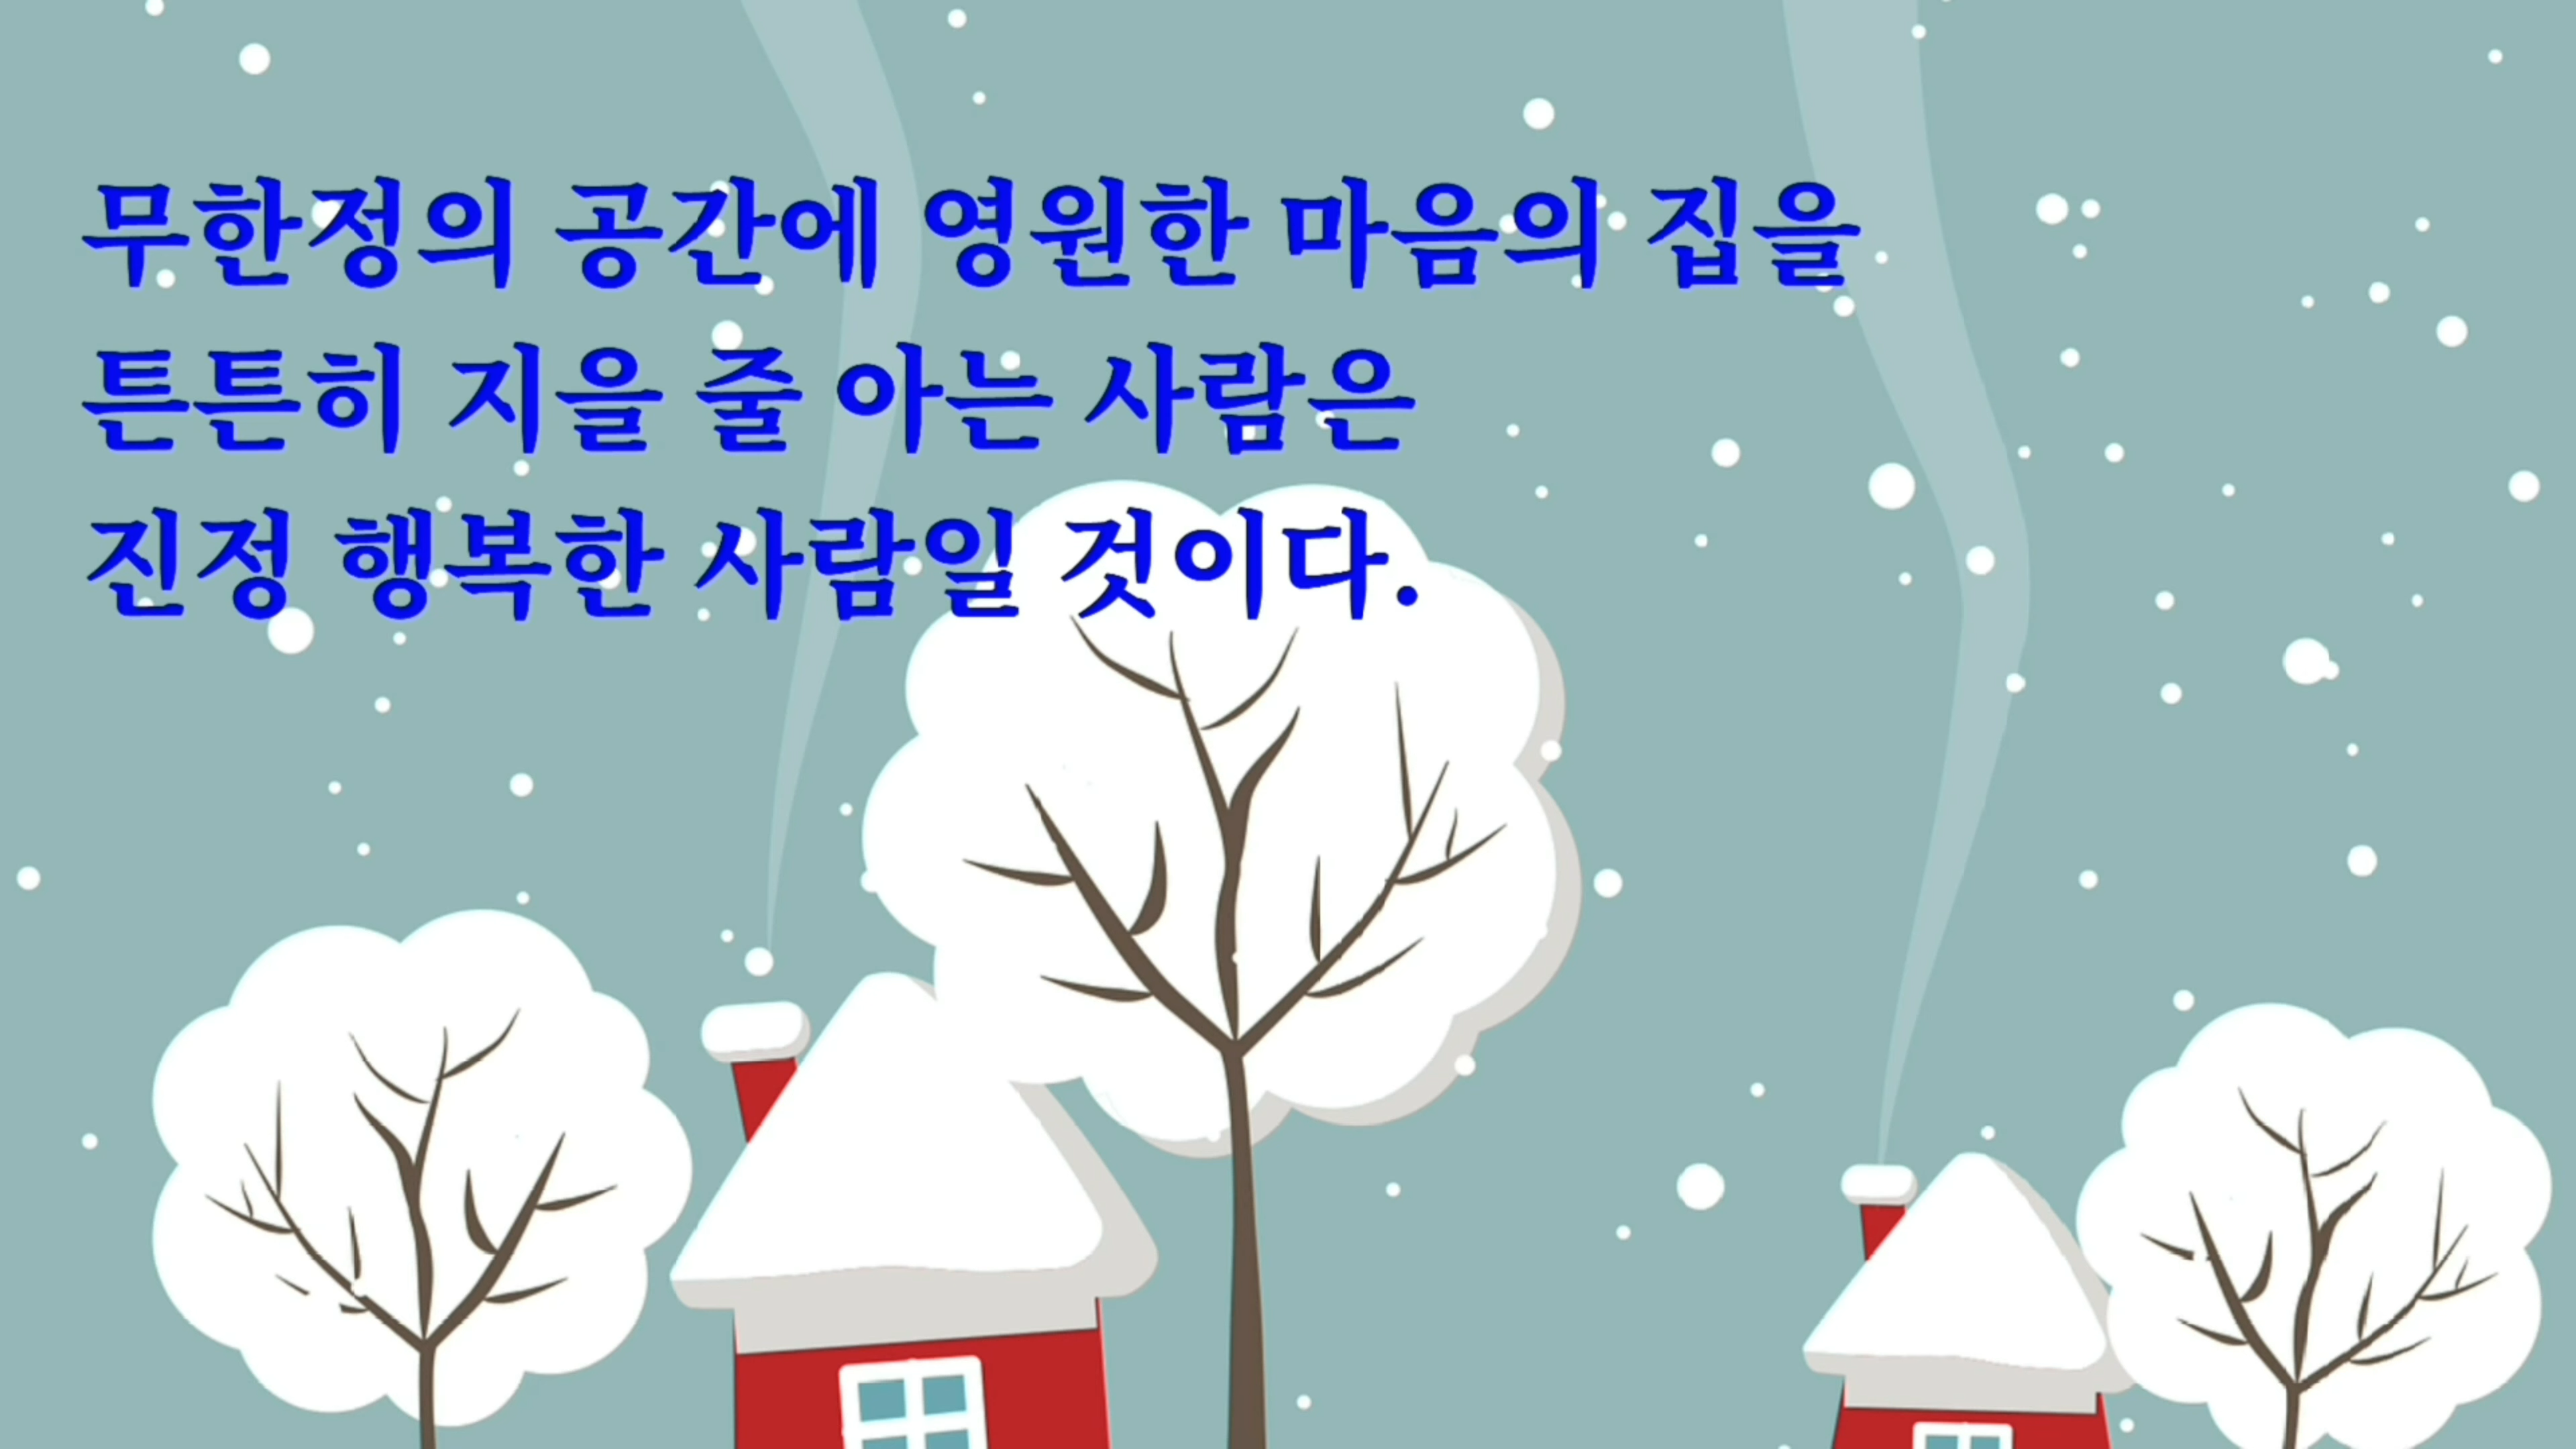 무한정의 공간에 영원한 마음의 집을
튼튼히 지을 줄 아는 사람은
진정 행복한 사람일 것이다.